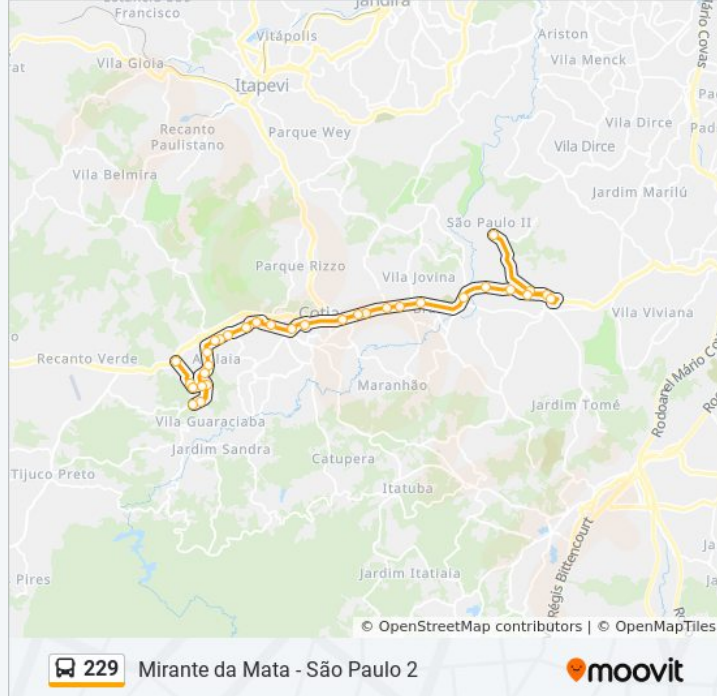 Francisco
Jandira
Mário Covas
Ariston
Vitápolis
Vila Menck
Vila Gioia
Itapevi
Recanto
Paulistano
Parque Wey
Vila Dirce
Vila Dirce
Vila Belmira
Jardim Marilú
São Paulo II
Parque Rizzo
Vila Jovina
Cotia
Vila Viviana
Recanto Verde
Maranhão
Jardim Tomé
Rodoanel Mário Co
Vila Guaraciaba
Jardim Sandra
Catupera
Tijuco Preto
Itatuba
Régis Bittencourt
Jardim Itatiaia
Pires
© OpenStreetMap contributors | © OpenMapTiles
229 Mirante da Mata - São Paulo 2
moovit